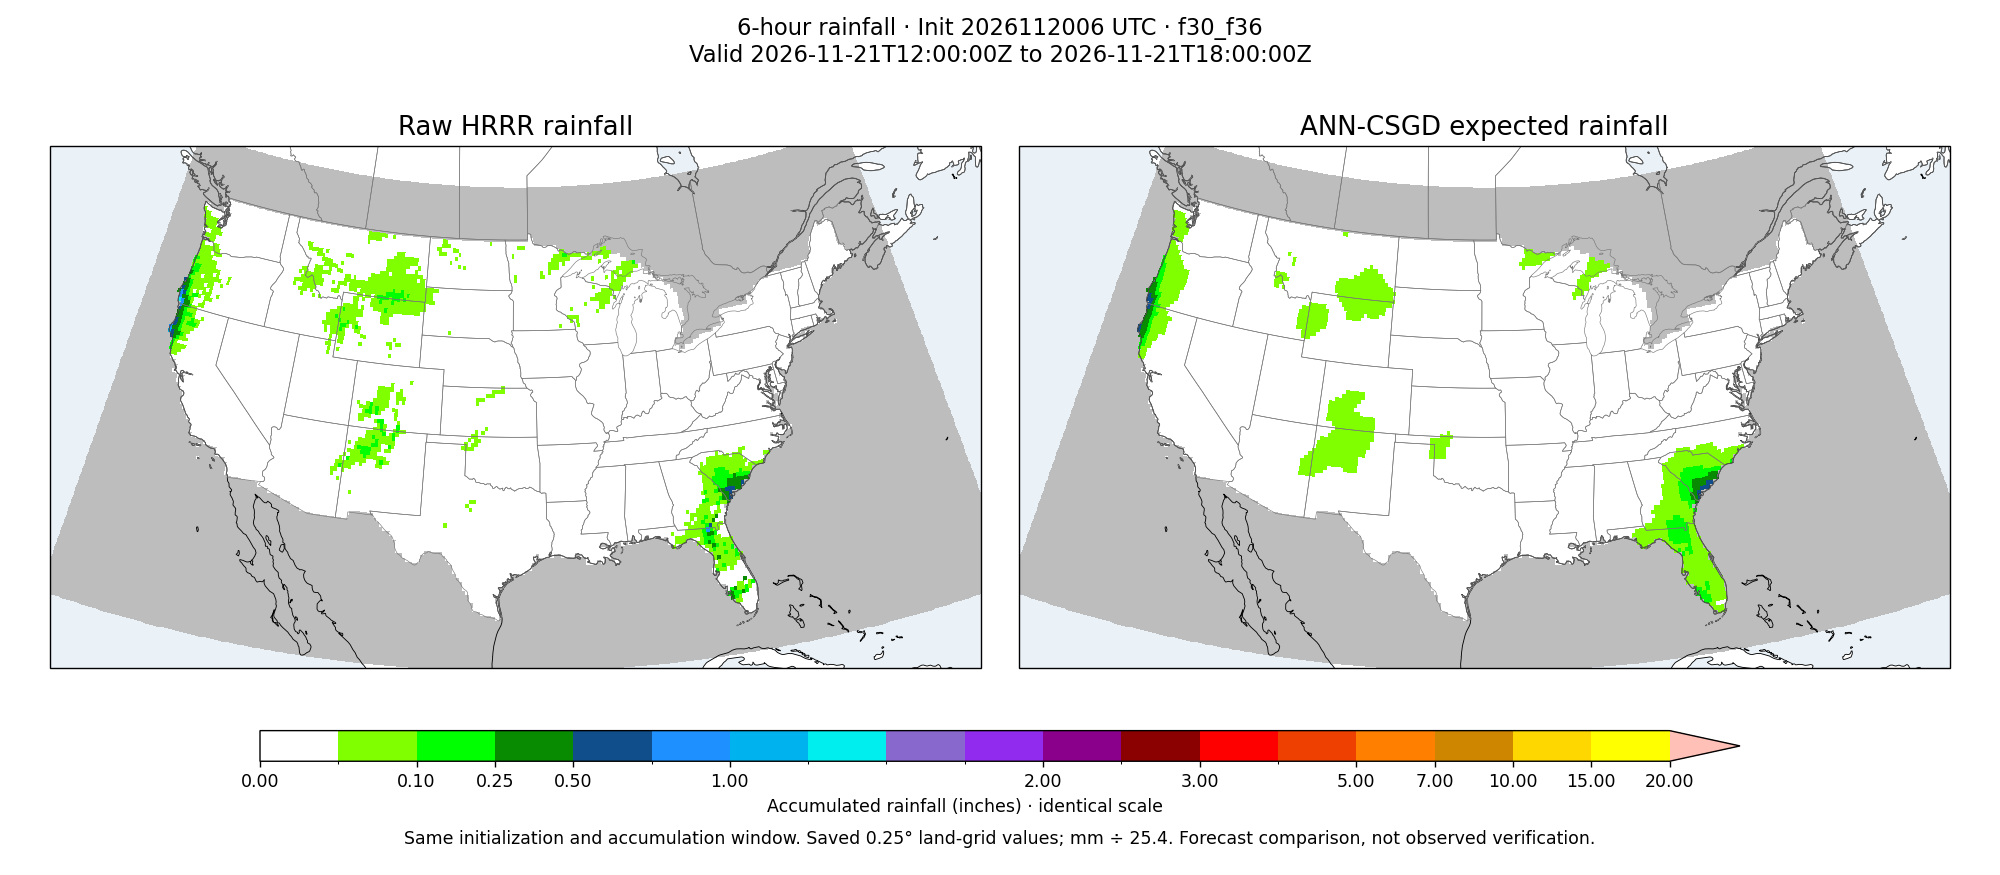 6-hour rainfall · Init 2026112006 UTC · f30_f36
Valid 2026-11-21T12:00:00Z to 2026-11-21T18:00:00Z
Raw HRRR rainfall
ANN-CSGD expected rainfall
0.00 0.10 0.25 0.50 1.00 2.00 3.00 5.00 7.00 10.00 15.00 20.00
Accumulated rainfall (inches) · identical scale
Same initialization and accumulation window. Saved 0.25° land-grid values; mm ÷ 25.4. Forecast comparison, not observed verification.